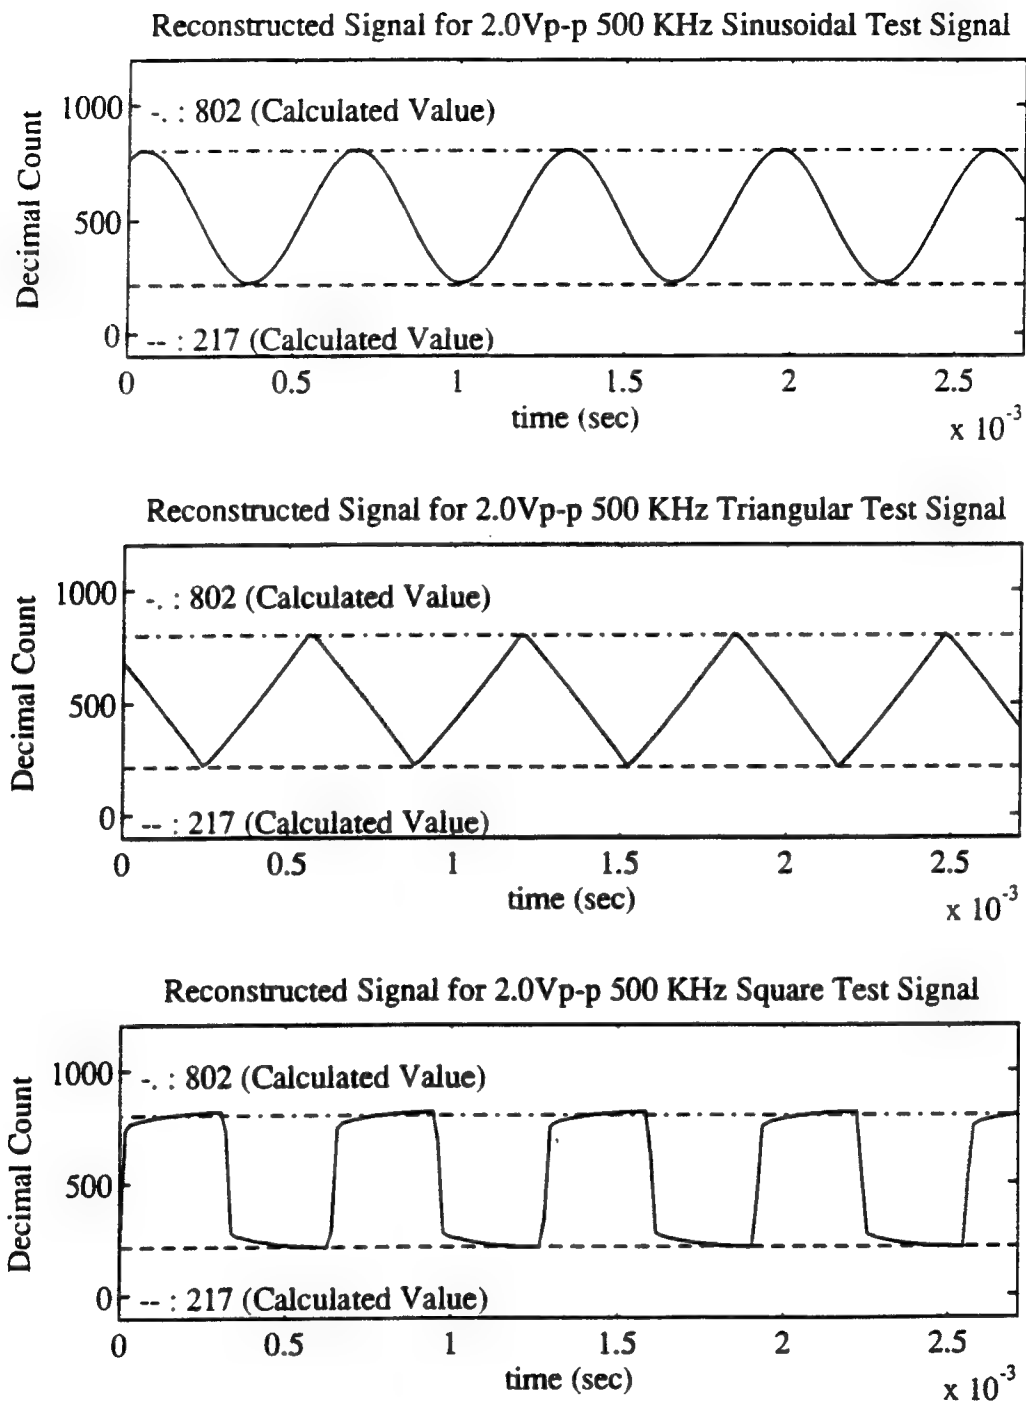 Reconstructed Signal for 2.0Vp-p 500 KHz Sinusoidal Test Signal
Decimal Count
1000
500
0
-. : 802 (Calculated Value)
-- : 217 (Calculated Value)
0 0.5 1 1.5 2 2.5
time (sec)
x 10^-3
Reconstructed Signal for 2.0Vp-p 500 KHz Triangular Test Signal
Decimal Count
1000
500
0
-. : 802 (Calculated Value)
-- : 217 (Calculated Value)
0 0.5 1 1.5 2 2.5
time (sec)
x 10^-3
Reconstructed Signal for 2.0Vp-p 500 KHz Square Test Signal
Decimal Count
1000
500
0
-. : 802 (Calculated Value)
-- : 217 (Calculated Value)
0 0.5 1 1.5 2 2.5
time (sec)
x 10^-3